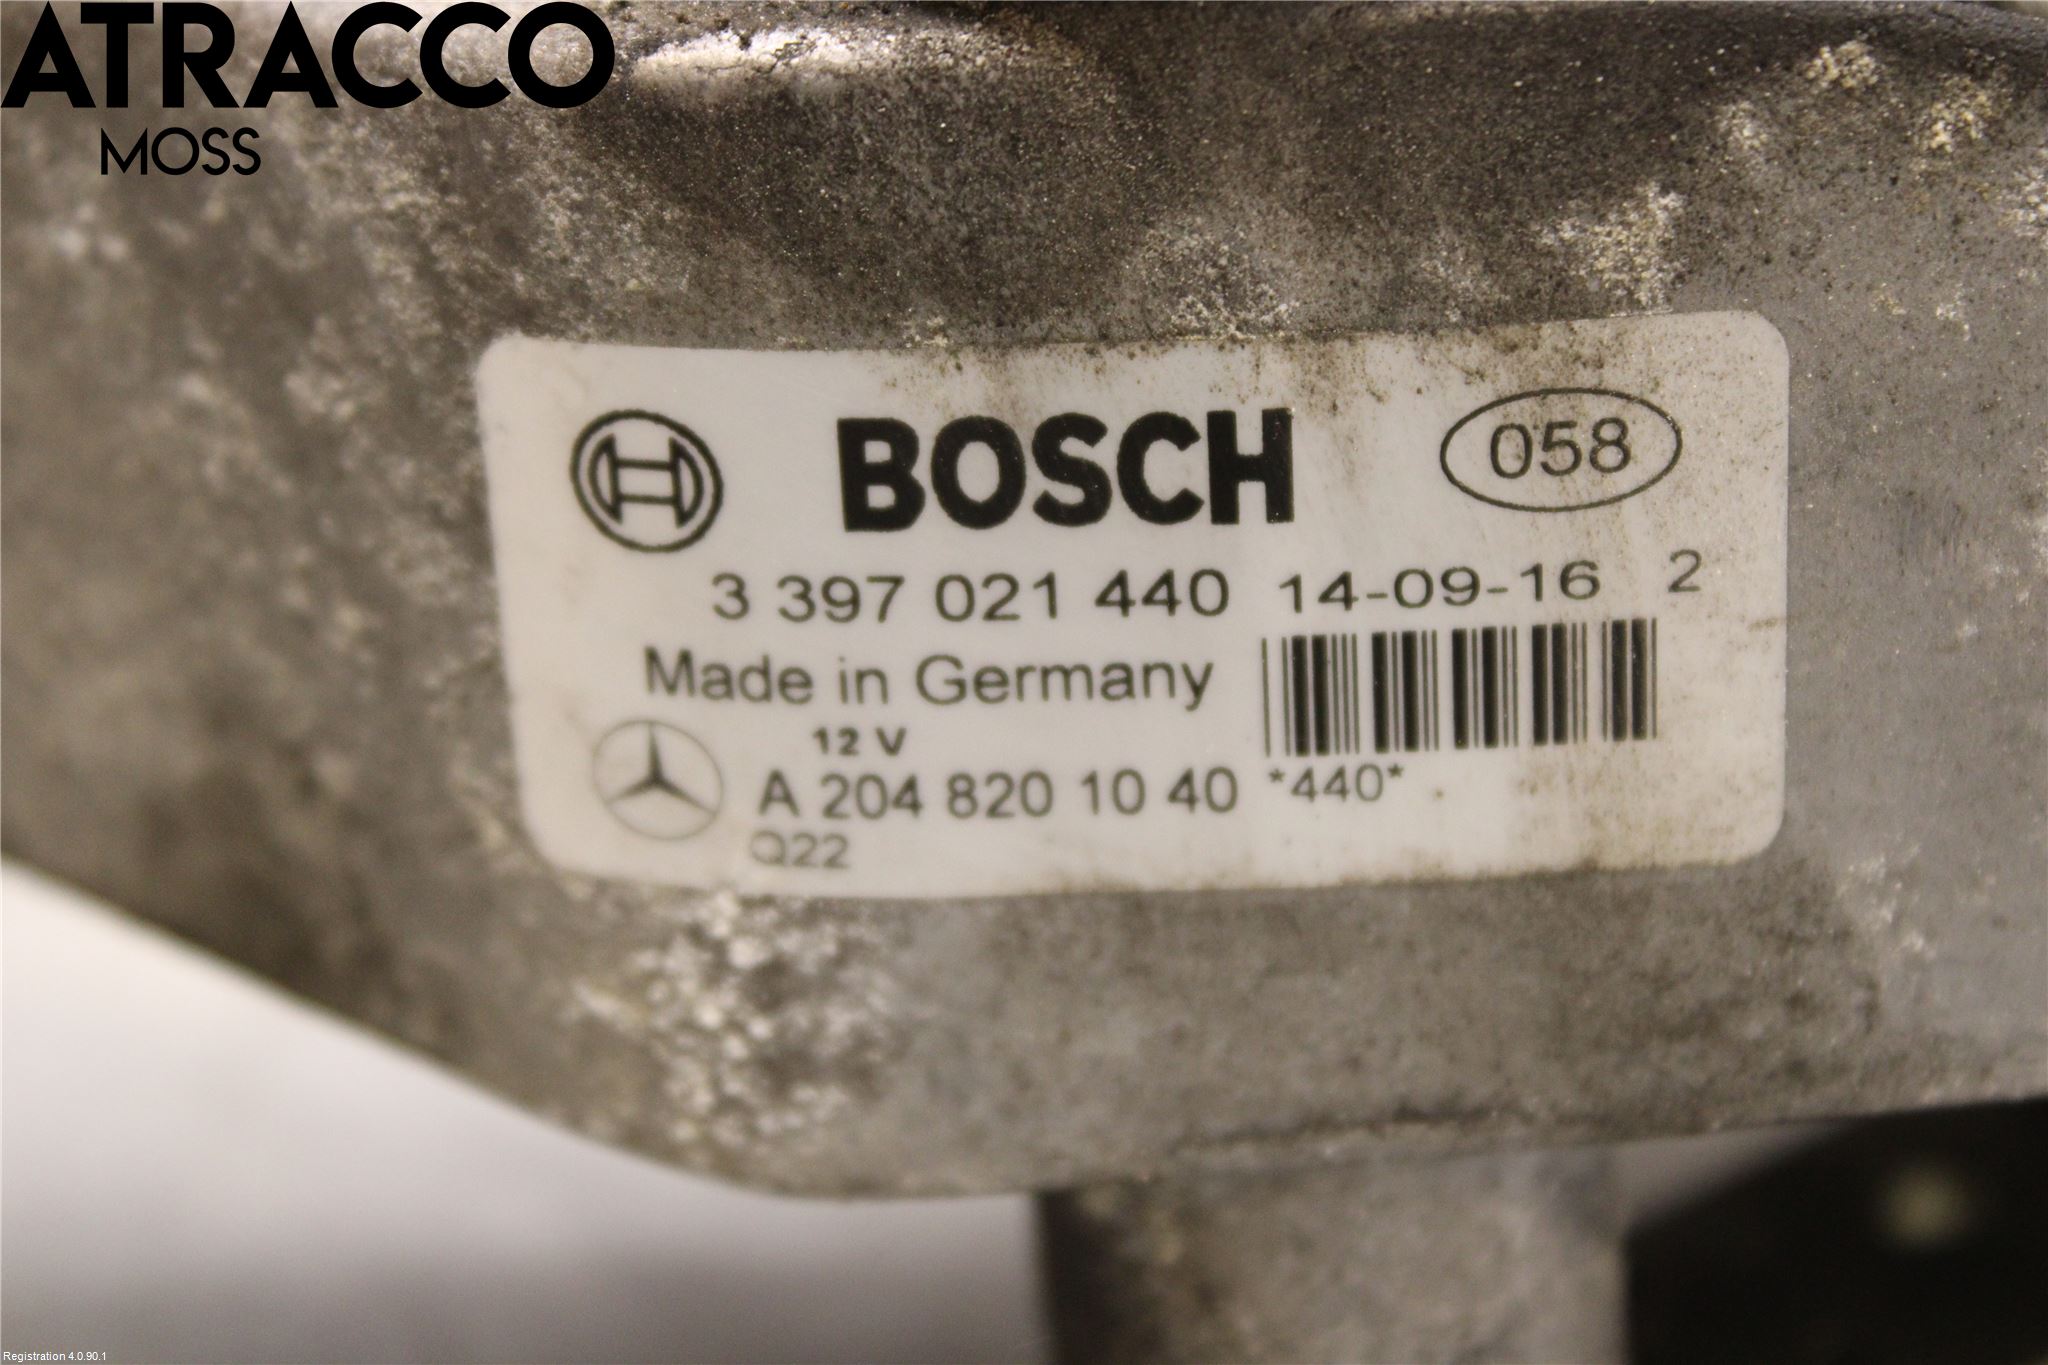 ATRACCO
MOSS
BOSCH 058
3 397 021 440 14-09-16 2
Made in Germany
12 V
A 204 820 10 40 *440*
Q22
Registration 4.0.90.1